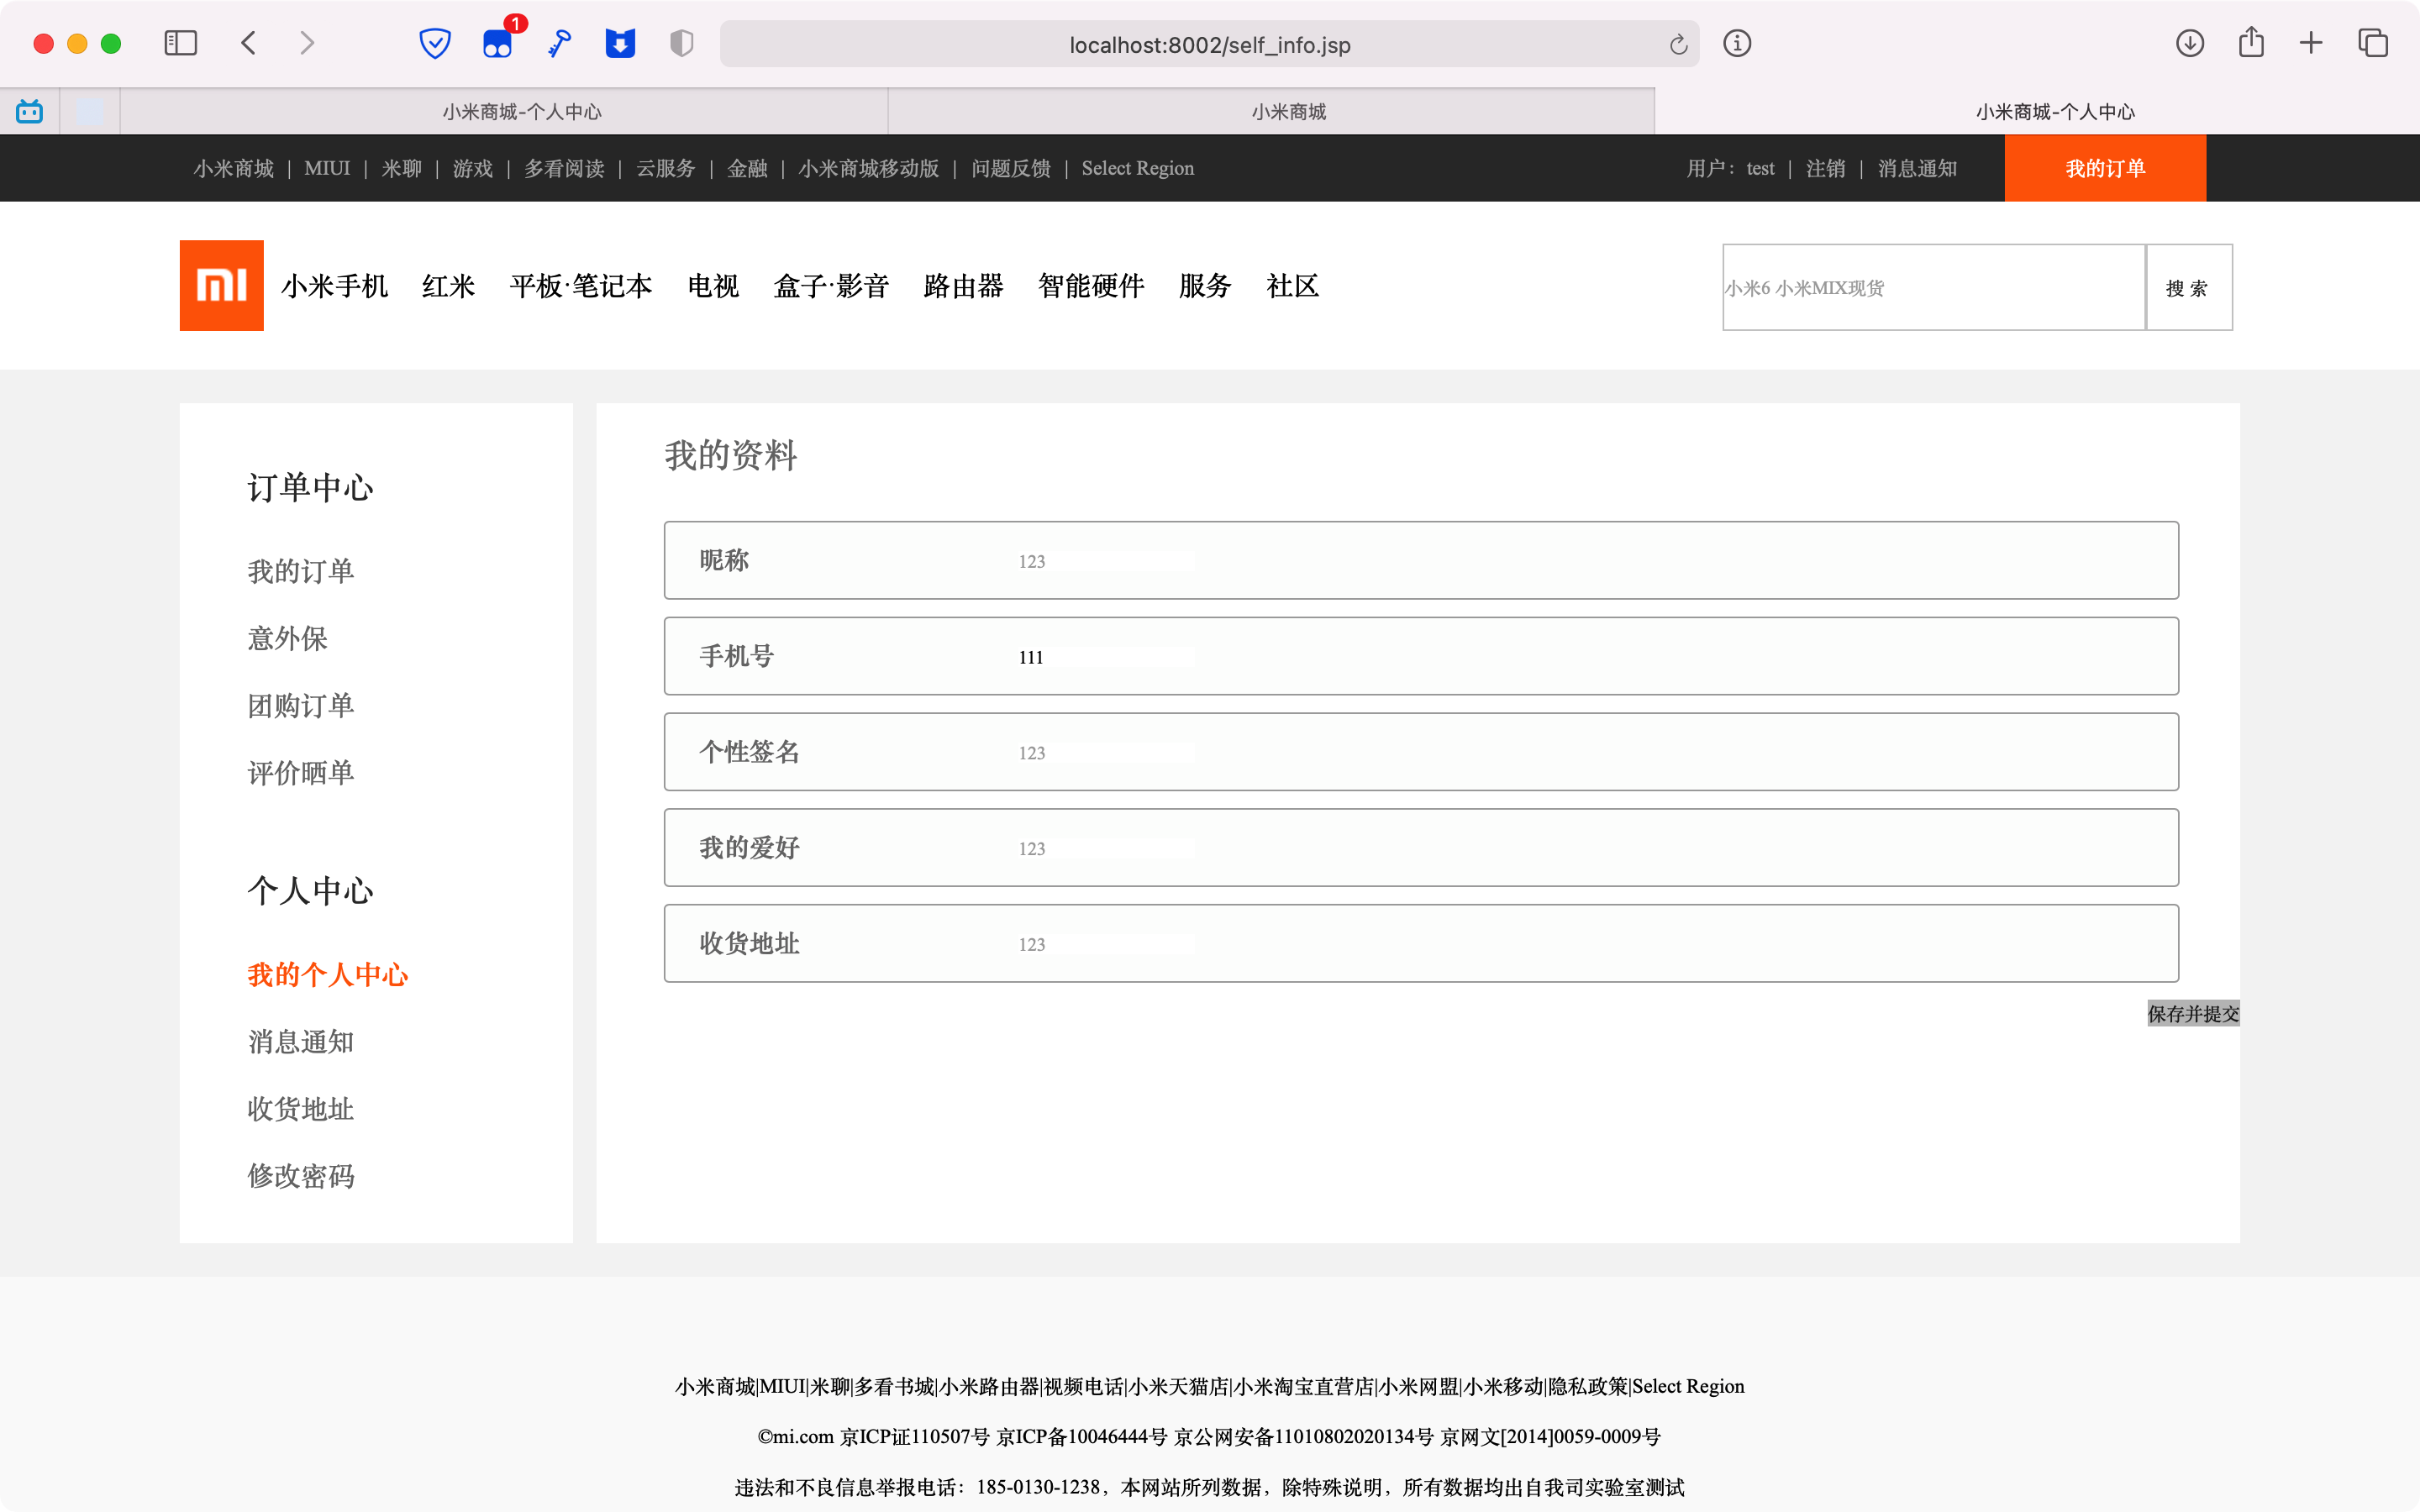 1
localhost:8002/self_info.jsp
小米商城-个人中心
小米商城
小米商城-个人中心
小米商城 | MIUI | 米聊 | 游戏 | 多看阅读 | 云服务 | 金融 | 小米商城移动版 | 问题反馈 | Select Region
用户：test | 注销 | 消息通知
我的订单
mi
小米手机 红米 平板·笔记本 电视 盒子·影音 路由器 智能硬件 服务 社区
小米6 小米MIX现货
搜 索
订单中心
我的订单
意外保
团购订单
评价晒单
个人中心
我的个人中心
消息通知
收货地址
修改密码
我的资料
昵称 123
手机号 111
个性签名 123
我的爱好 123
收货地址 123
保存并提交
小米商城|MIUI|米聊|多看书城|小米路由器|视频电话|小米天猫店|小米淘宝直营店|小米网盟|小米移动|隐私政策|Select Region
©mi.com 京ICP证110507号 京ICP备10046444号 京公网安备11010802020134号 京网文[2014]0059-0009号
违法和不良信息举报电话：185-0130-1238，本网站所列数据，除特殊说明，所有数据均出自我司实验室测试